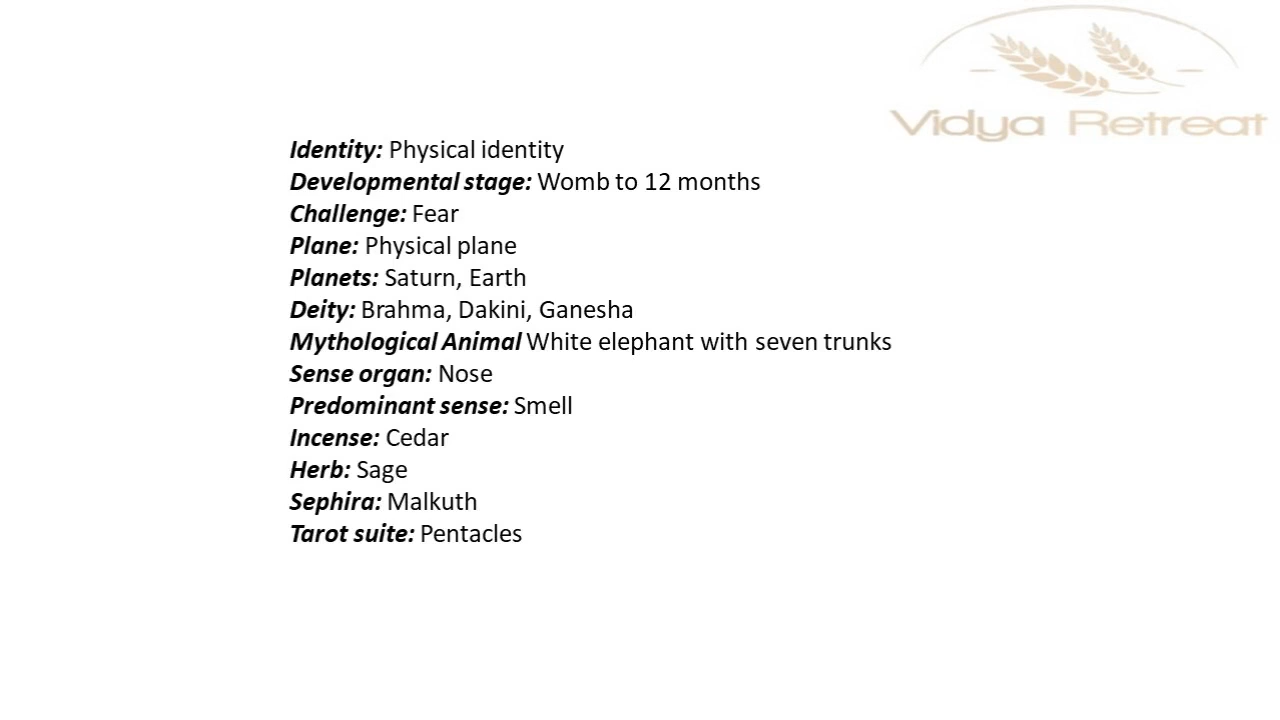 Vidya Retreat
Identity: Physical identity
Developmental stage: Womb to 12 months
Challenge: Fear
Plane: Physical plane
Planets: Saturn, Earth
Deity: Brahma, Dakini, Ganesha
Mythological Animal White elephant with seven trunks
Sense organ: Nose
Predominant sense: Smell
Incense: Cedar
Herb: Sage
Sephira: Malkuth
Tarot suite: Pentacles